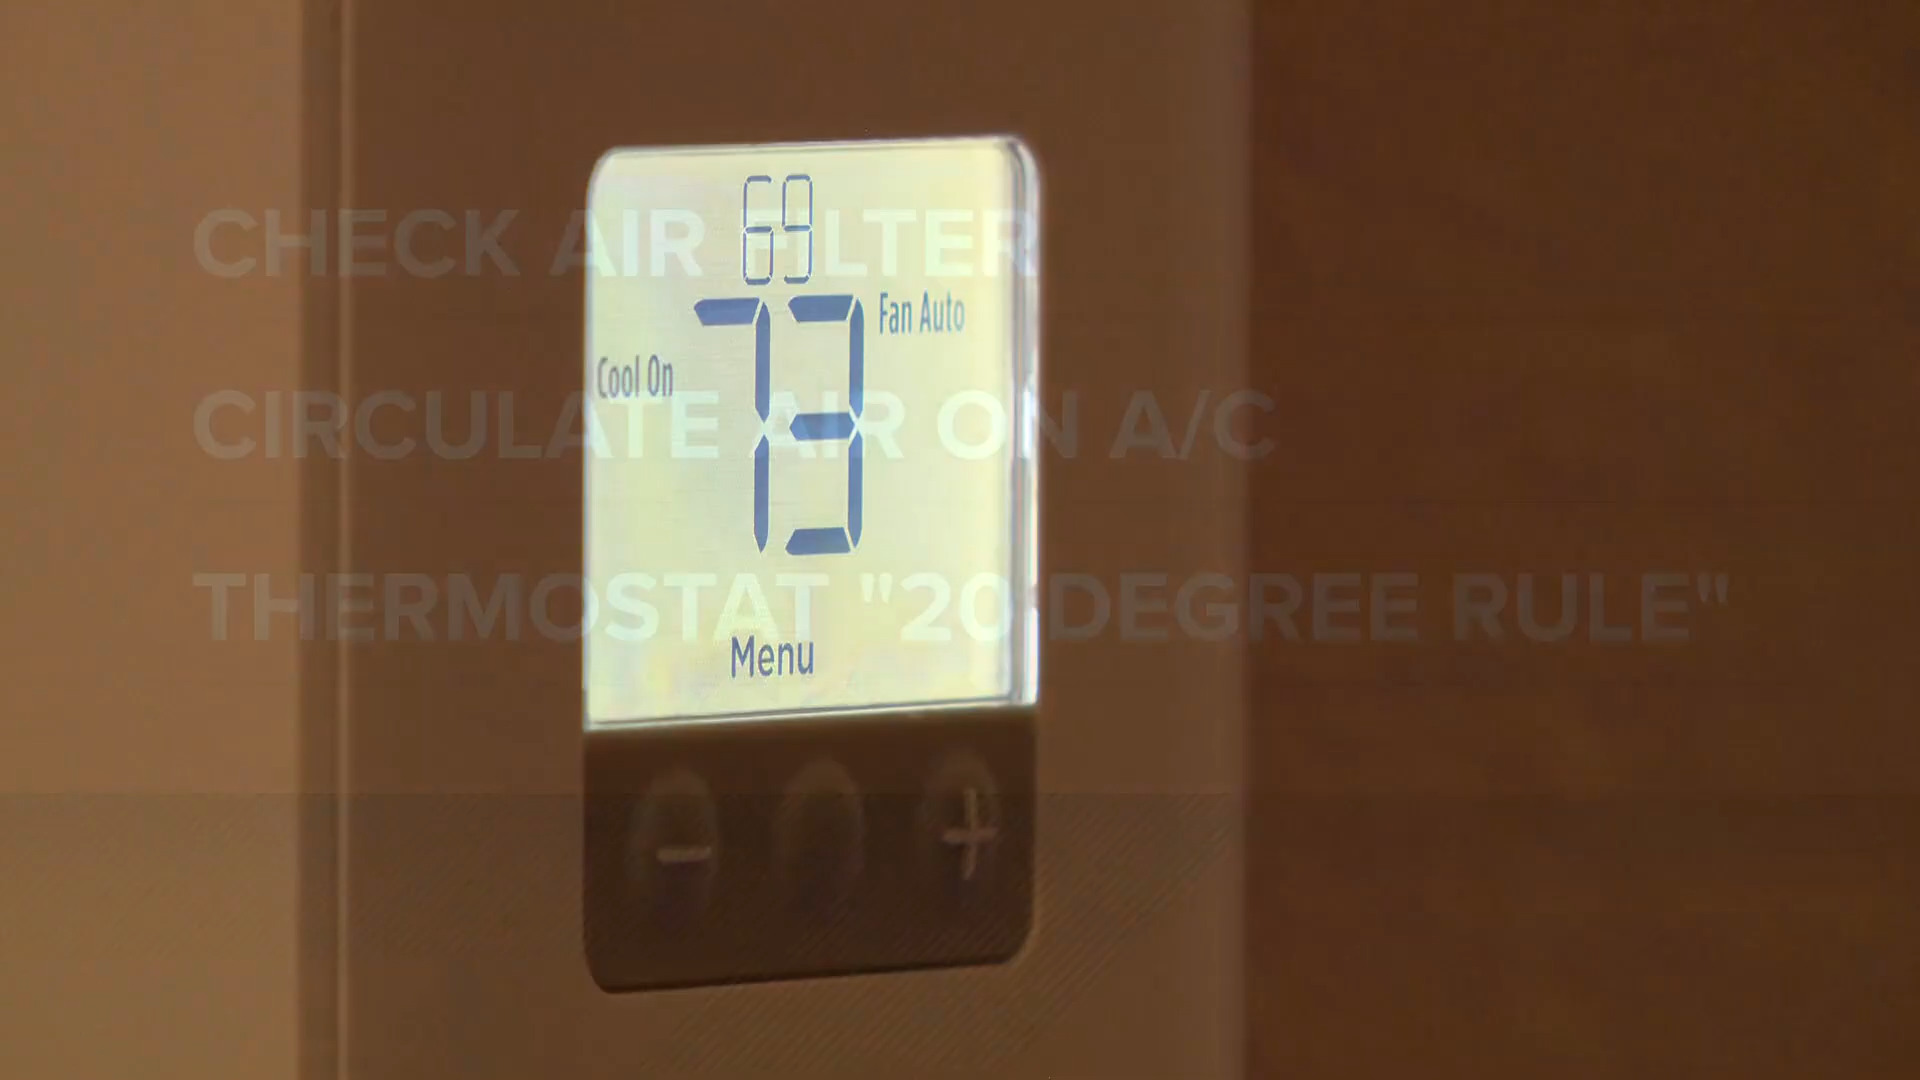 69
73
Fan Auto
Cool On
Menu
- +
CHECK AIR FILTER
CIRCULATE AIR ON A/C
THERMOSTAT "20 DEGREE RULE"